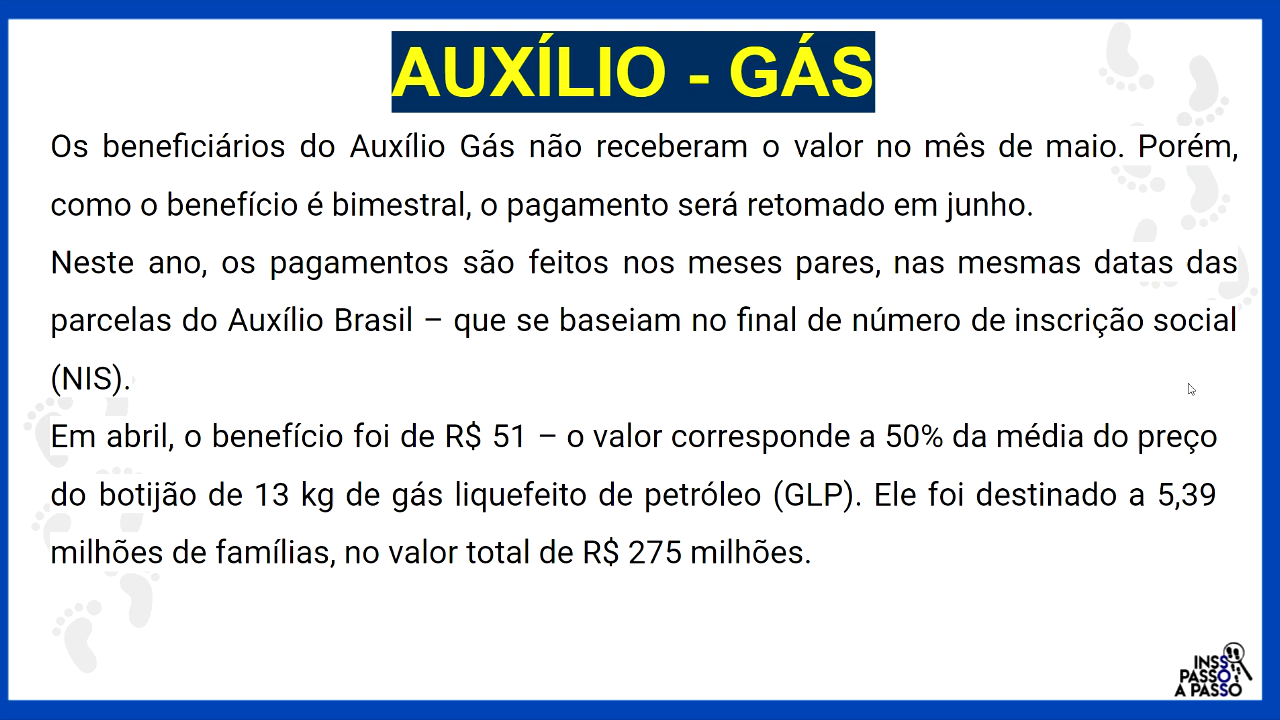 AUXÍLIO - GÁS
Os beneficiários do Auxílio Gás não receberam o valor no mês de maio. Porém,
como o benefício é bimestral, o pagamento será retomado em junho.
Neste ano, os pagamentos são feitos nos meses pares, nas mesmas datas das
parcelas do Auxílio Brasil – que se baseiam no final de número de inscrição social
(NIS).
Em abril, o benefício foi de R$ 51 – o valor corresponde a 50% da média do preço
do botijão de 13 kg de gás liquefeito de petróleo (GLP). Ele foi destinado a 5,39
milhões de famílias, no valor total de R$ 275 milhões.
INSS
PASSO
A PASSO